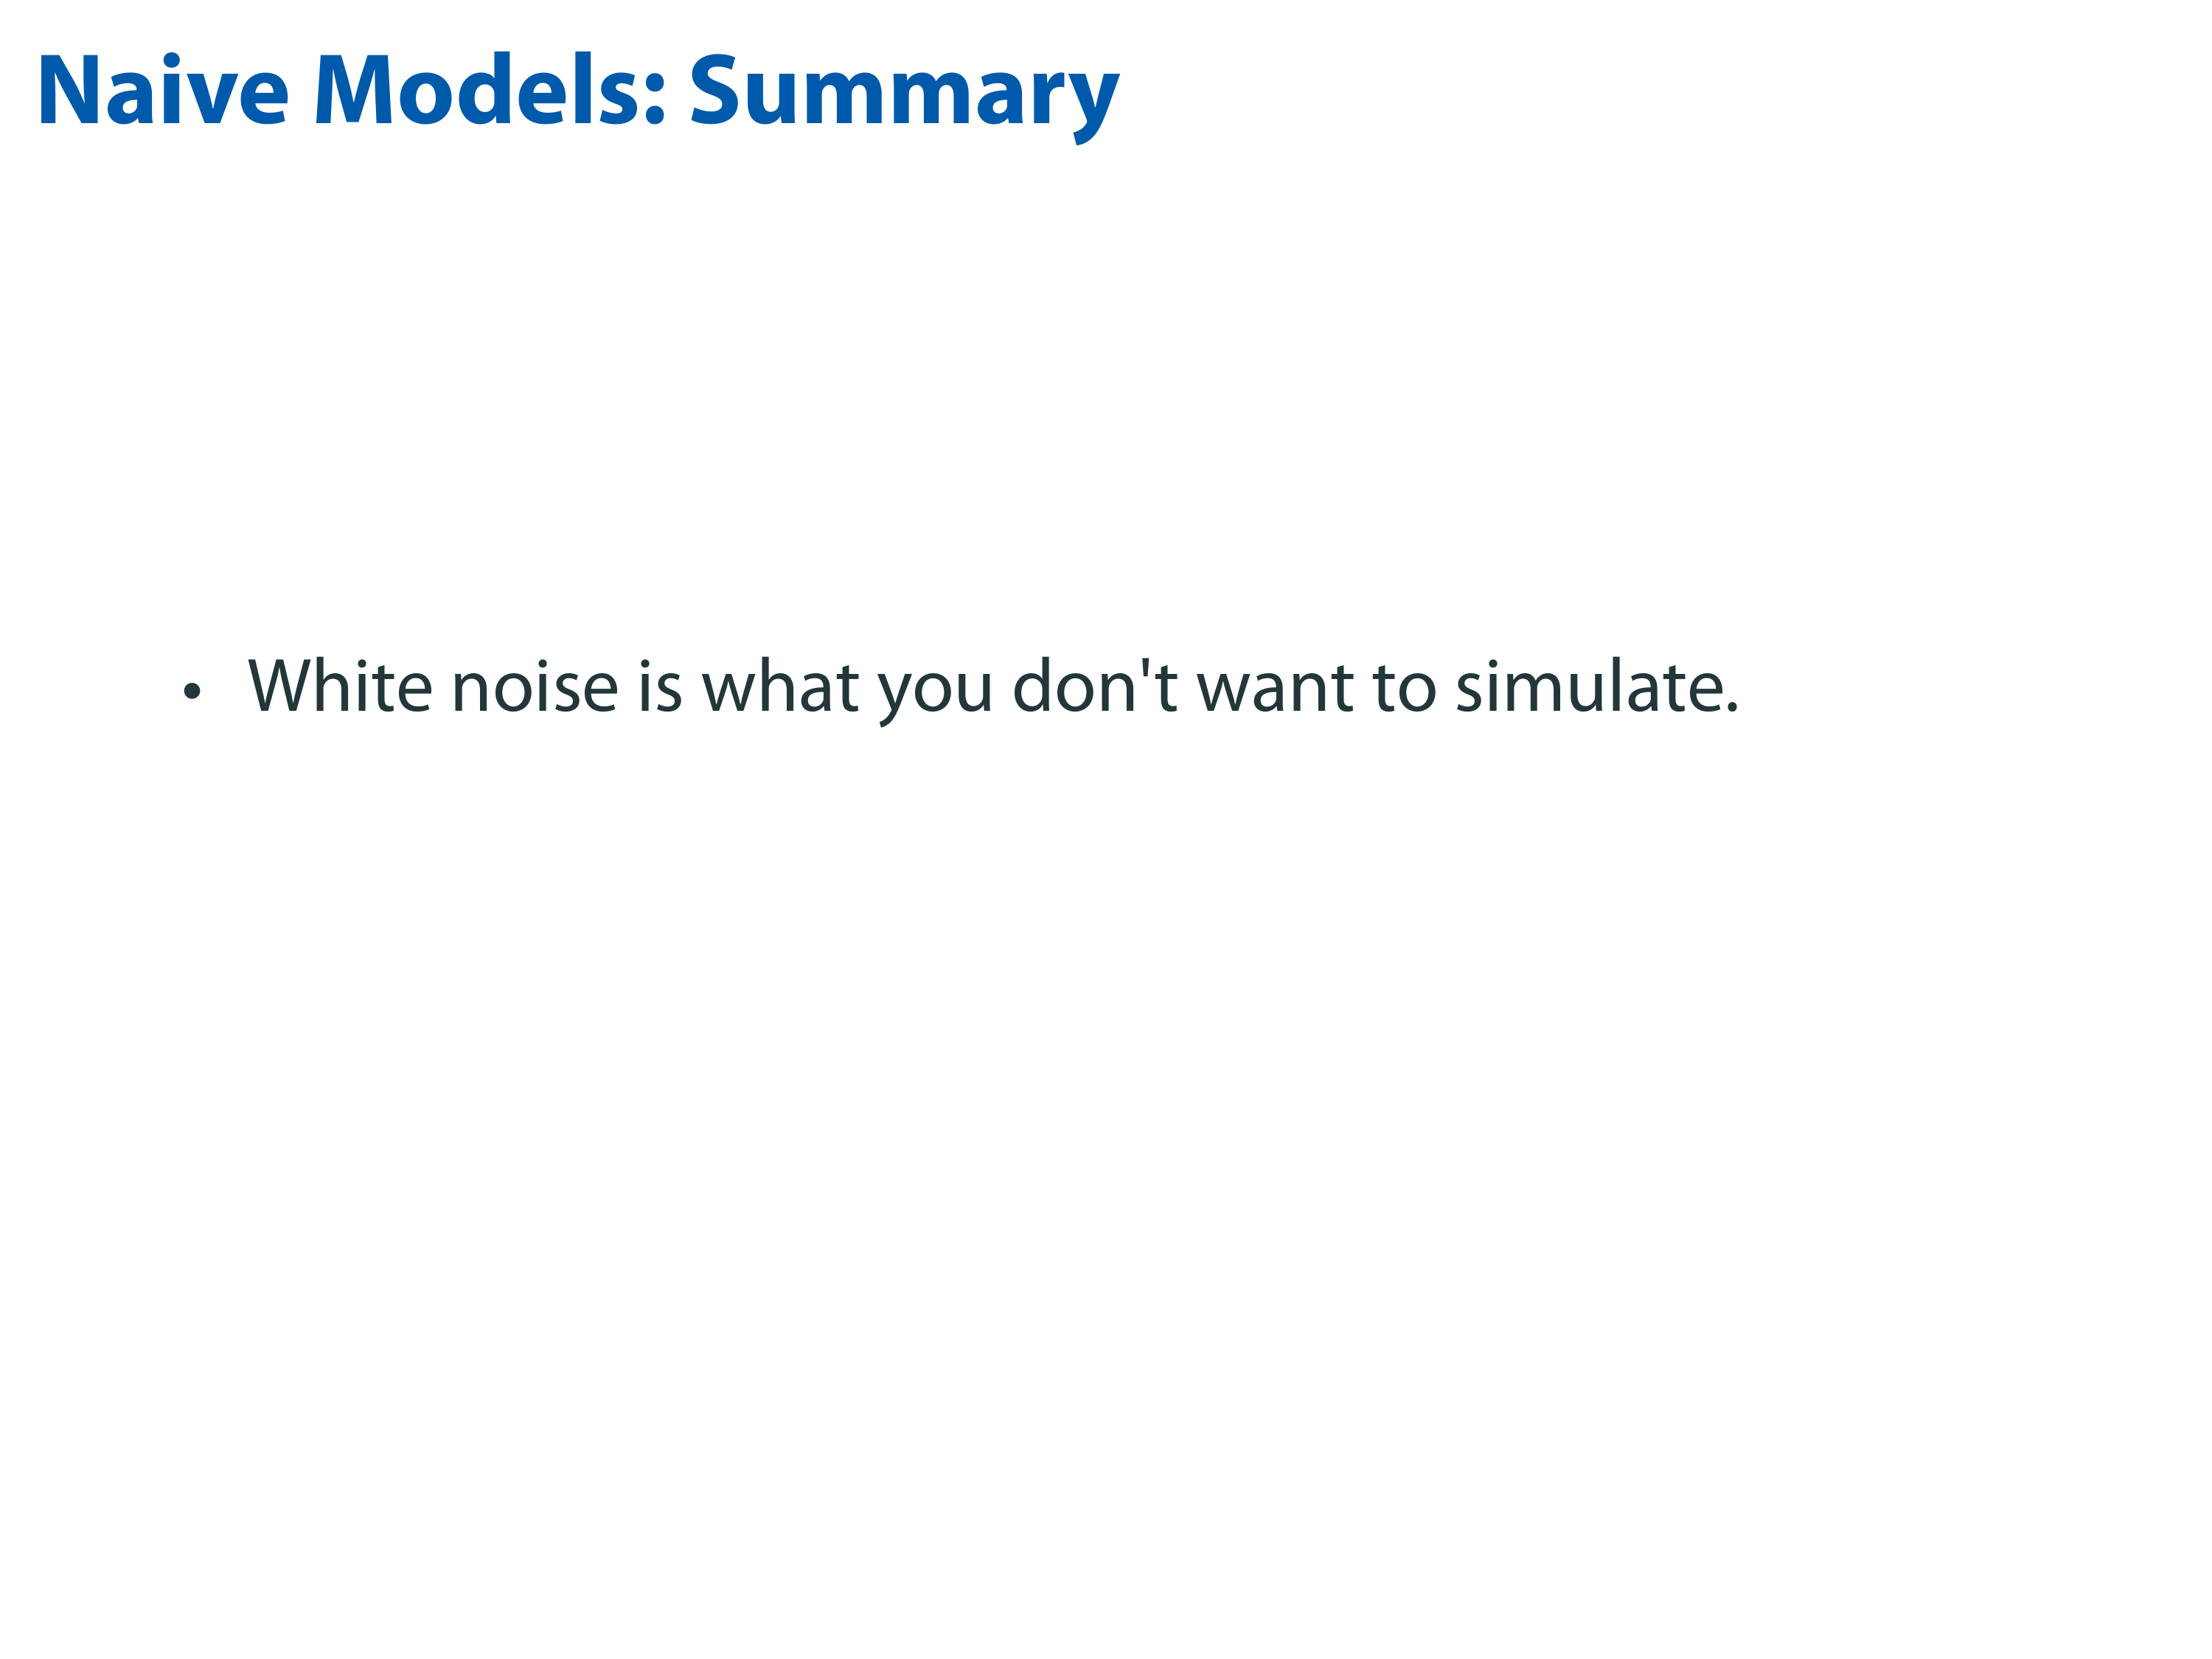 Naive Models: Summary
• White noise is what you don't want to simulate.